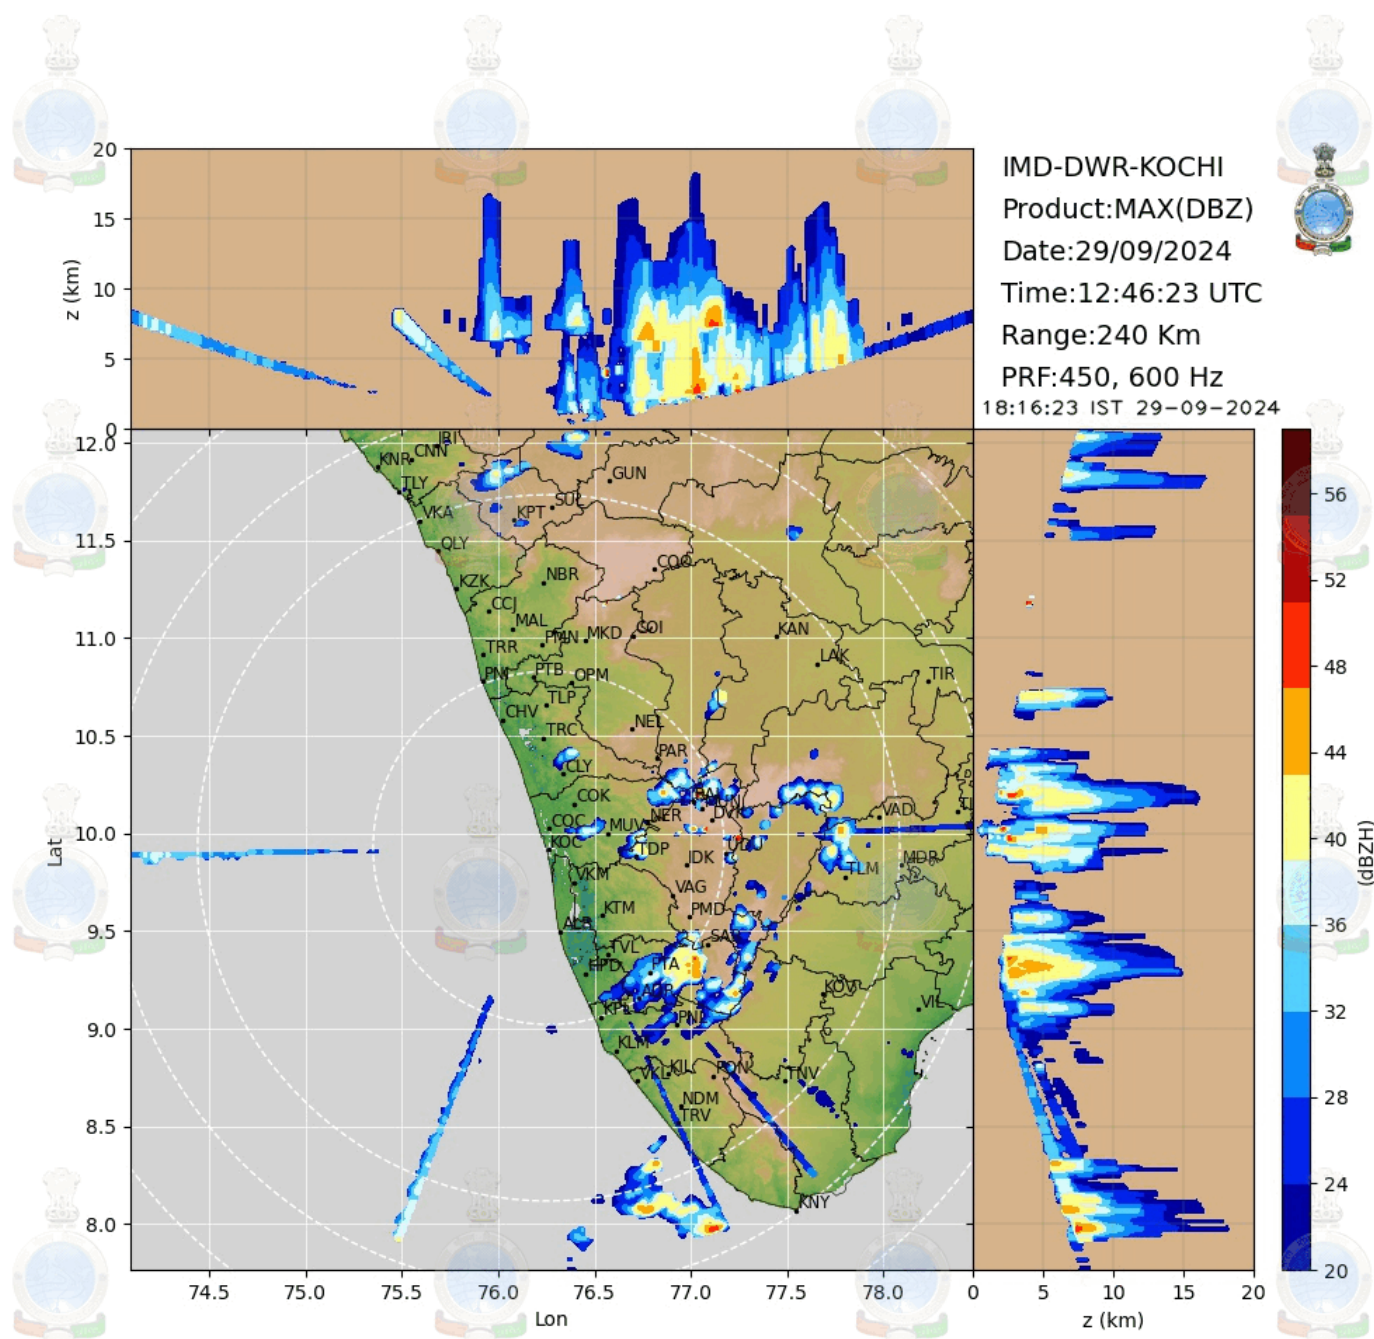 IMD-DWR-KOCHI
Product:MAX(DBZ)
Date:29/09/2024
Time:12:46:23 UTC
Range:240 Km
PRF:450, 600 Hz
18:16:23 IST 29-09-2024
20
15
10
5
0
z (km)
12.0
11.5
11.0
10.5
10.0
9.5
9.0
8.5
8.0
Lat
IRI
CNN
KNR
TLY
VKA
QLY
KZK
CCJ
MAL
PMN
MKD
TRR
PNI
PTB
OPM
TLP
CHV
TRC
CLY
COK
COC
KOC
MUV
NER
TDP
VKM
KTM
ALP
TVL
HPD
PTA
ADR
KPL
PNL
KLM
VKL
KIL
PON
NDM
TRV
TNV
KNY
GUN
SUL
KPT
NBR
COO
COI
KAN
LAK
TIR
NEL
PAR
DVK
UDU
IDK
VAG
PMD
SAB
VAD
TLM
MDR
KOV
VIL
74.5
75.0
75.5
76.0
76.5
77.0
77.5
78.0
Lon
0
5
10
15
20
z (km)
56
52
48
44
40
36
32
28
24
20
(dBZH)